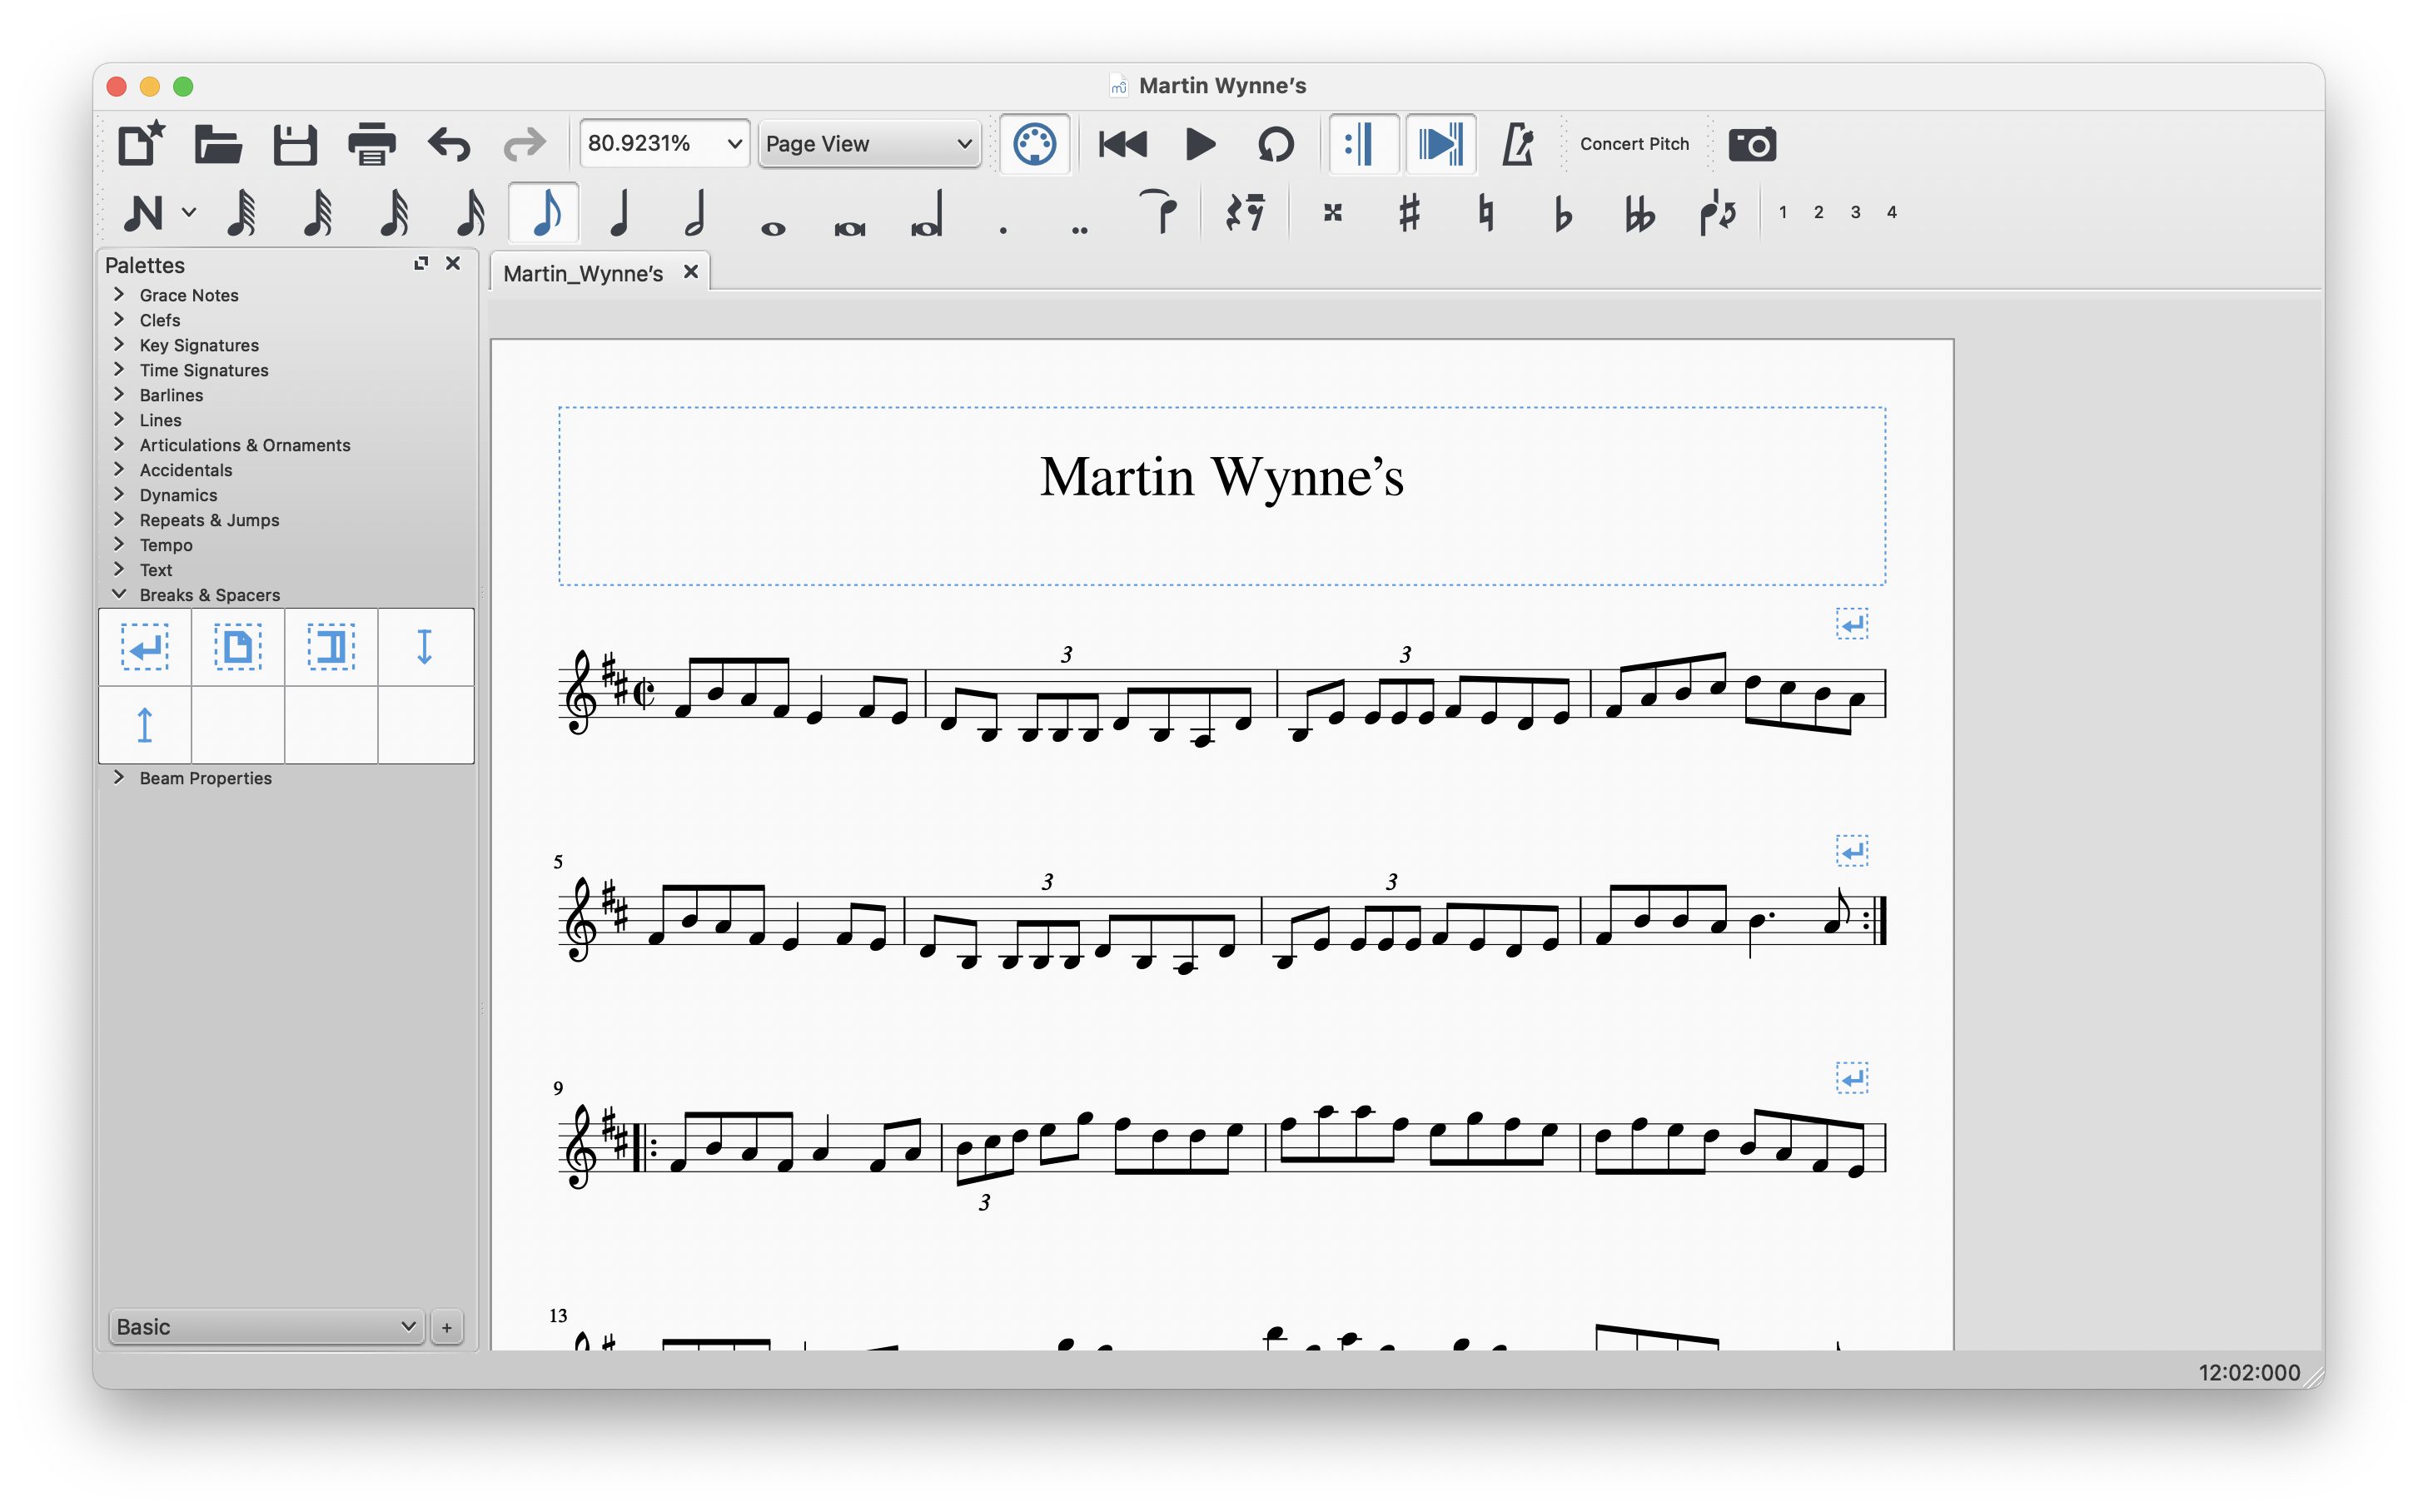 Martin Wynne’s
80.9231%
Page View
Concert Pitch
1 2 3 4
Palettes
Martin_Wynne’s
Grace Notes
Clefs
Key Signatures
Time Signatures
Barlines
Lines
Articulations & Ornaments
Accidentals
Dynamics
Repeats & Jumps
Tempo
Text
Breaks & Spacers
Beam Properties
Basic
+
Martin Wynne’s
3 3
5
3 3
9
3
13
12:02:000